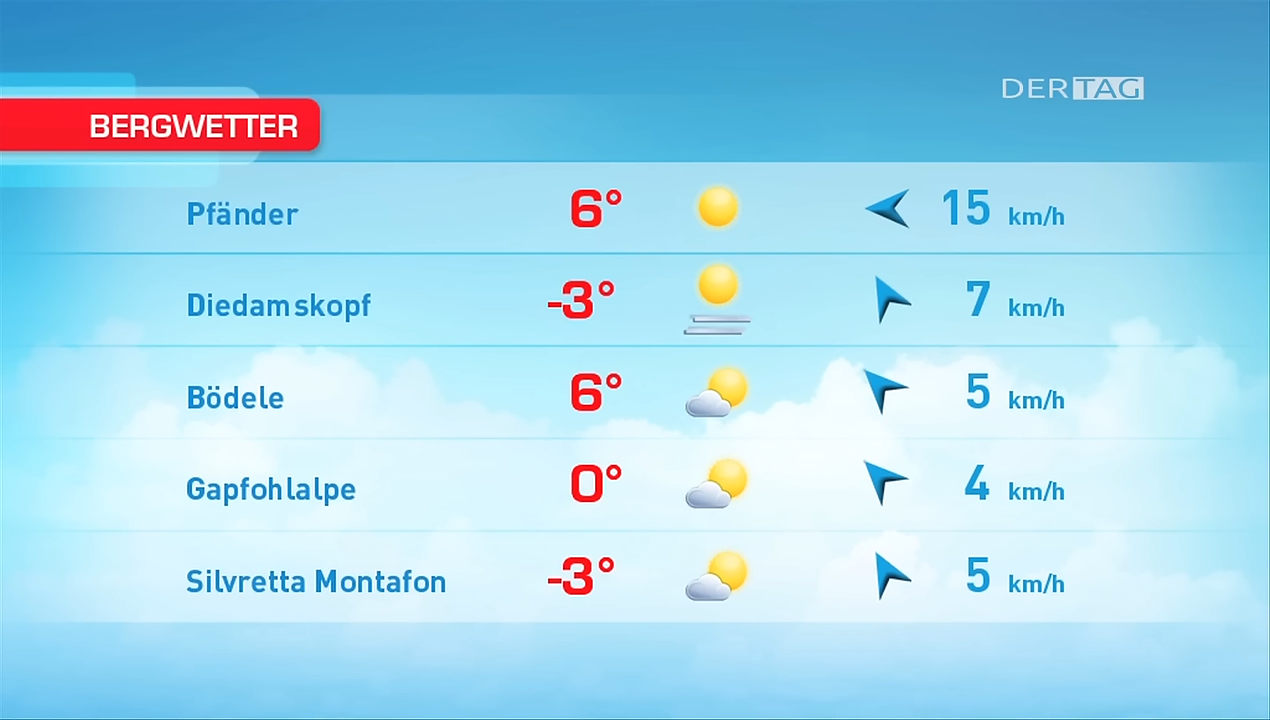 DERTAG
BERGWETTER
Pfänder 6° 15 km/h
Diedamskopf -3° 7 km/h
Bödele 6° 5 km/h
Gapfohlalpe 0° 4 km/h
Silvretta Montafon -3° 5 km/h